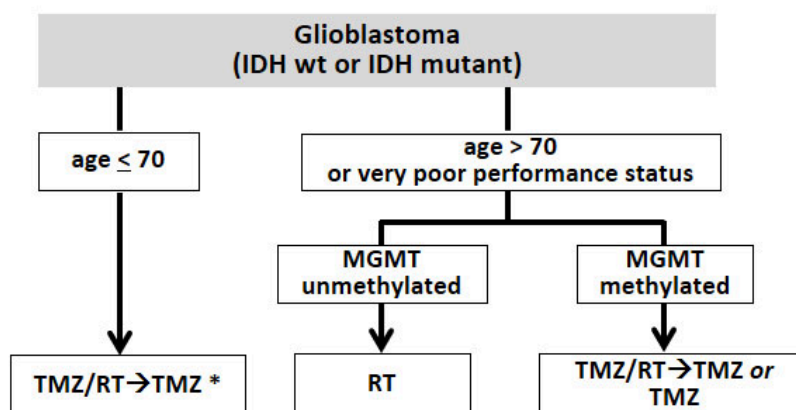 Glioblastoma
(IDH wt or IDH mutant)
age ≤ 70
age > 70
or very poor performance status
MGMT
unmethylated
MGMT
methylated
TMZ/RT→TMZ *
RT
TMZ/RT→TMZ or
TMZ